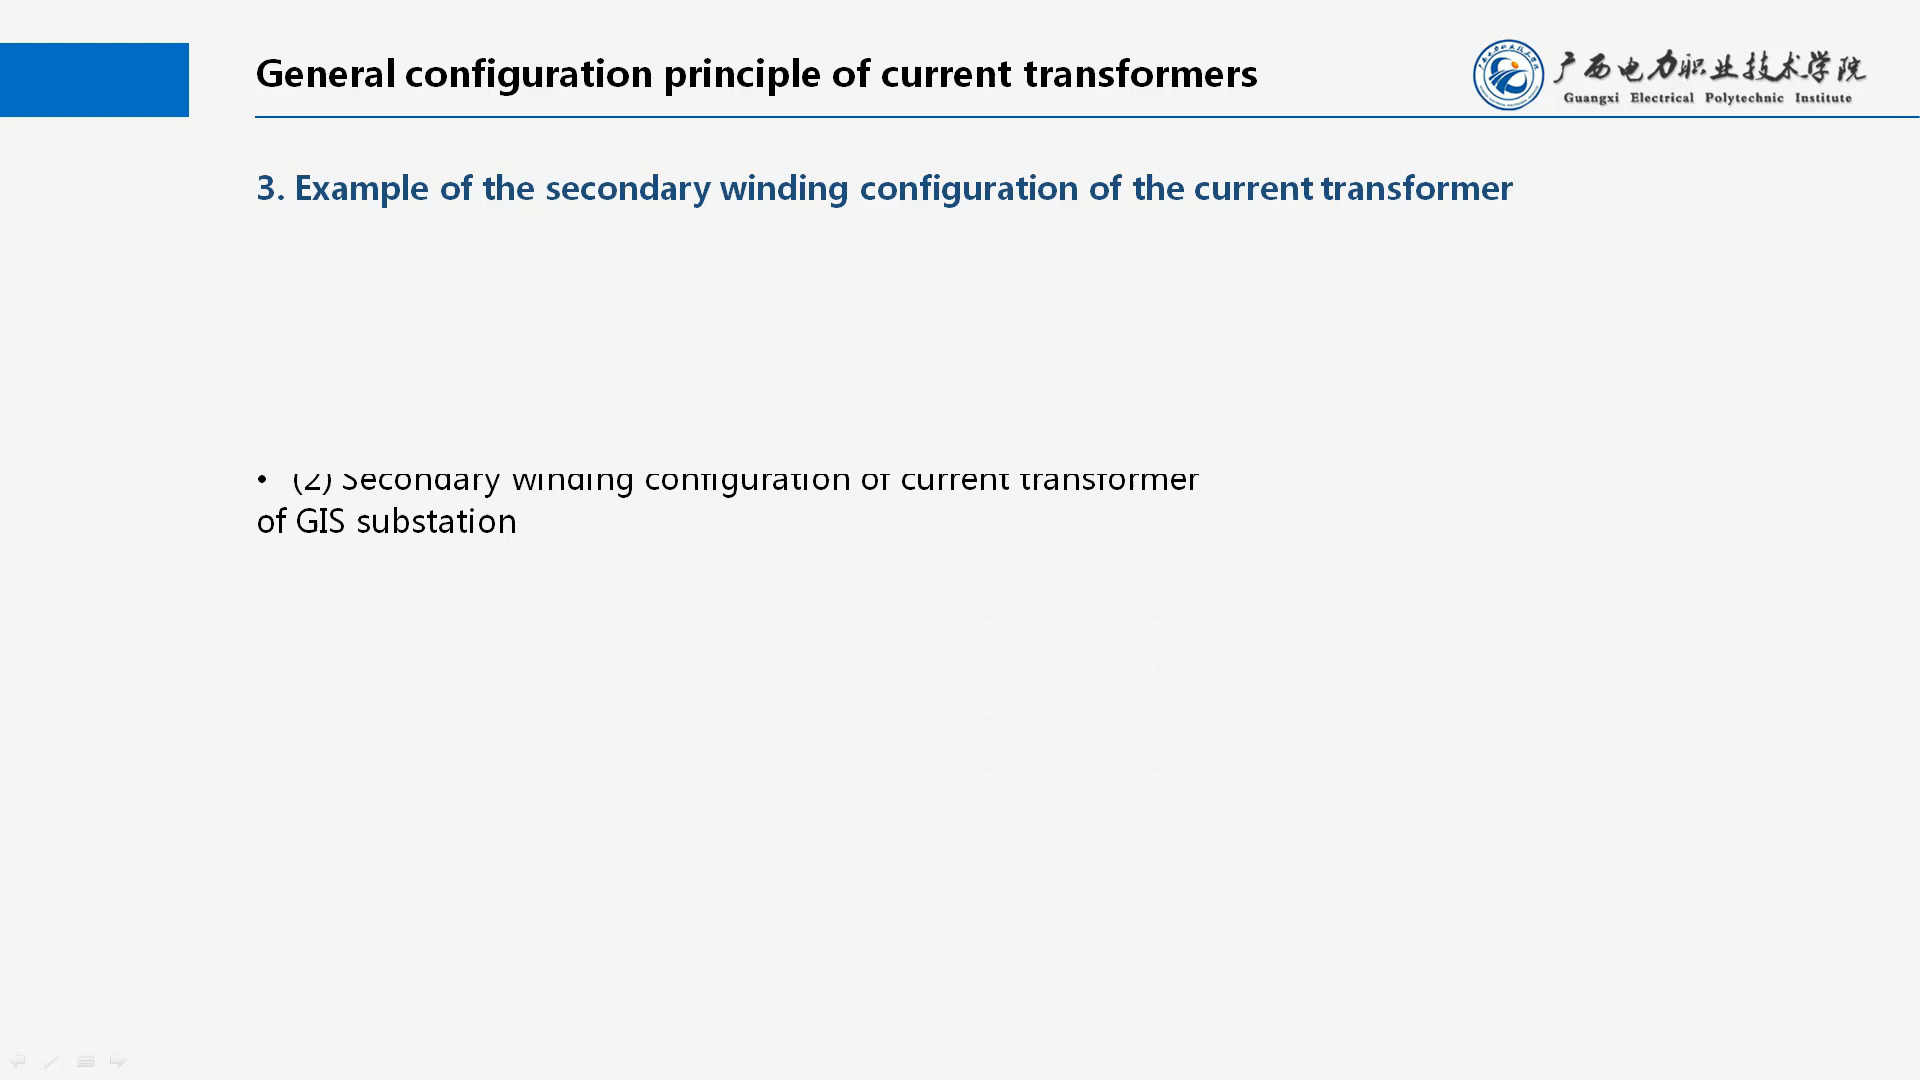 General configuration principle of current transformers
广西电力职业技术学院
Guangxi Electrical Polytechnic Institute
3. Example of the secondary winding configuration of the current transformer
• (2) Secondary winding configuration of current transformer
of GIS substation